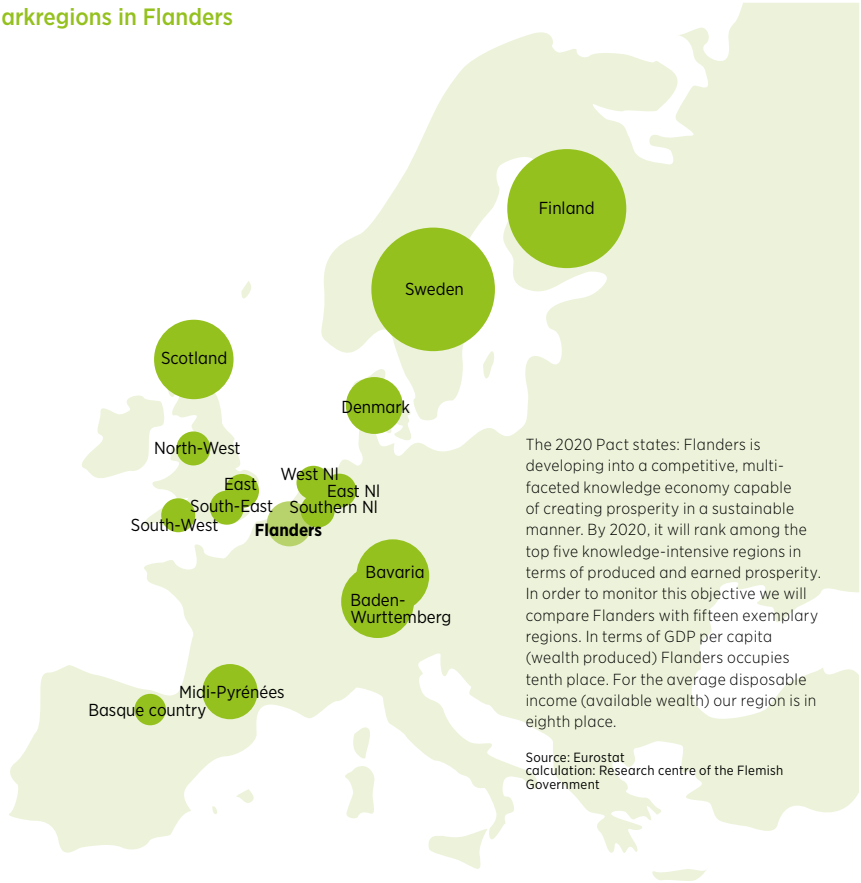 arkregions in Flanders
Finland
Sweden
Scotland
Denmark
North-West
West Nl
East
East Nl
South-East
Southern Nl
South-West
Flanders
Bavaria
Baden-
Wurttemberg
Midi-Pyrénées
Basque country
The 2020 Pact states: Flanders is
developing into a competitive, multi-
faceted knowledge economy capable
of creating prosperity in a sustainable
manner. By 2020, it will rank among the
top five knowledge-intensive regions in
terms of produced and earned prosperity.
In order to monitor this objective we will
compare Flanders with fifteen exemplary
regions. In terms of GDP per capita
(wealth produced) Flanders occupies
tenth place. For the average disposable
income (available wealth) our region is in
eighth place.
Source: Eurostat
calculation: Research centre of the Flemish
Government